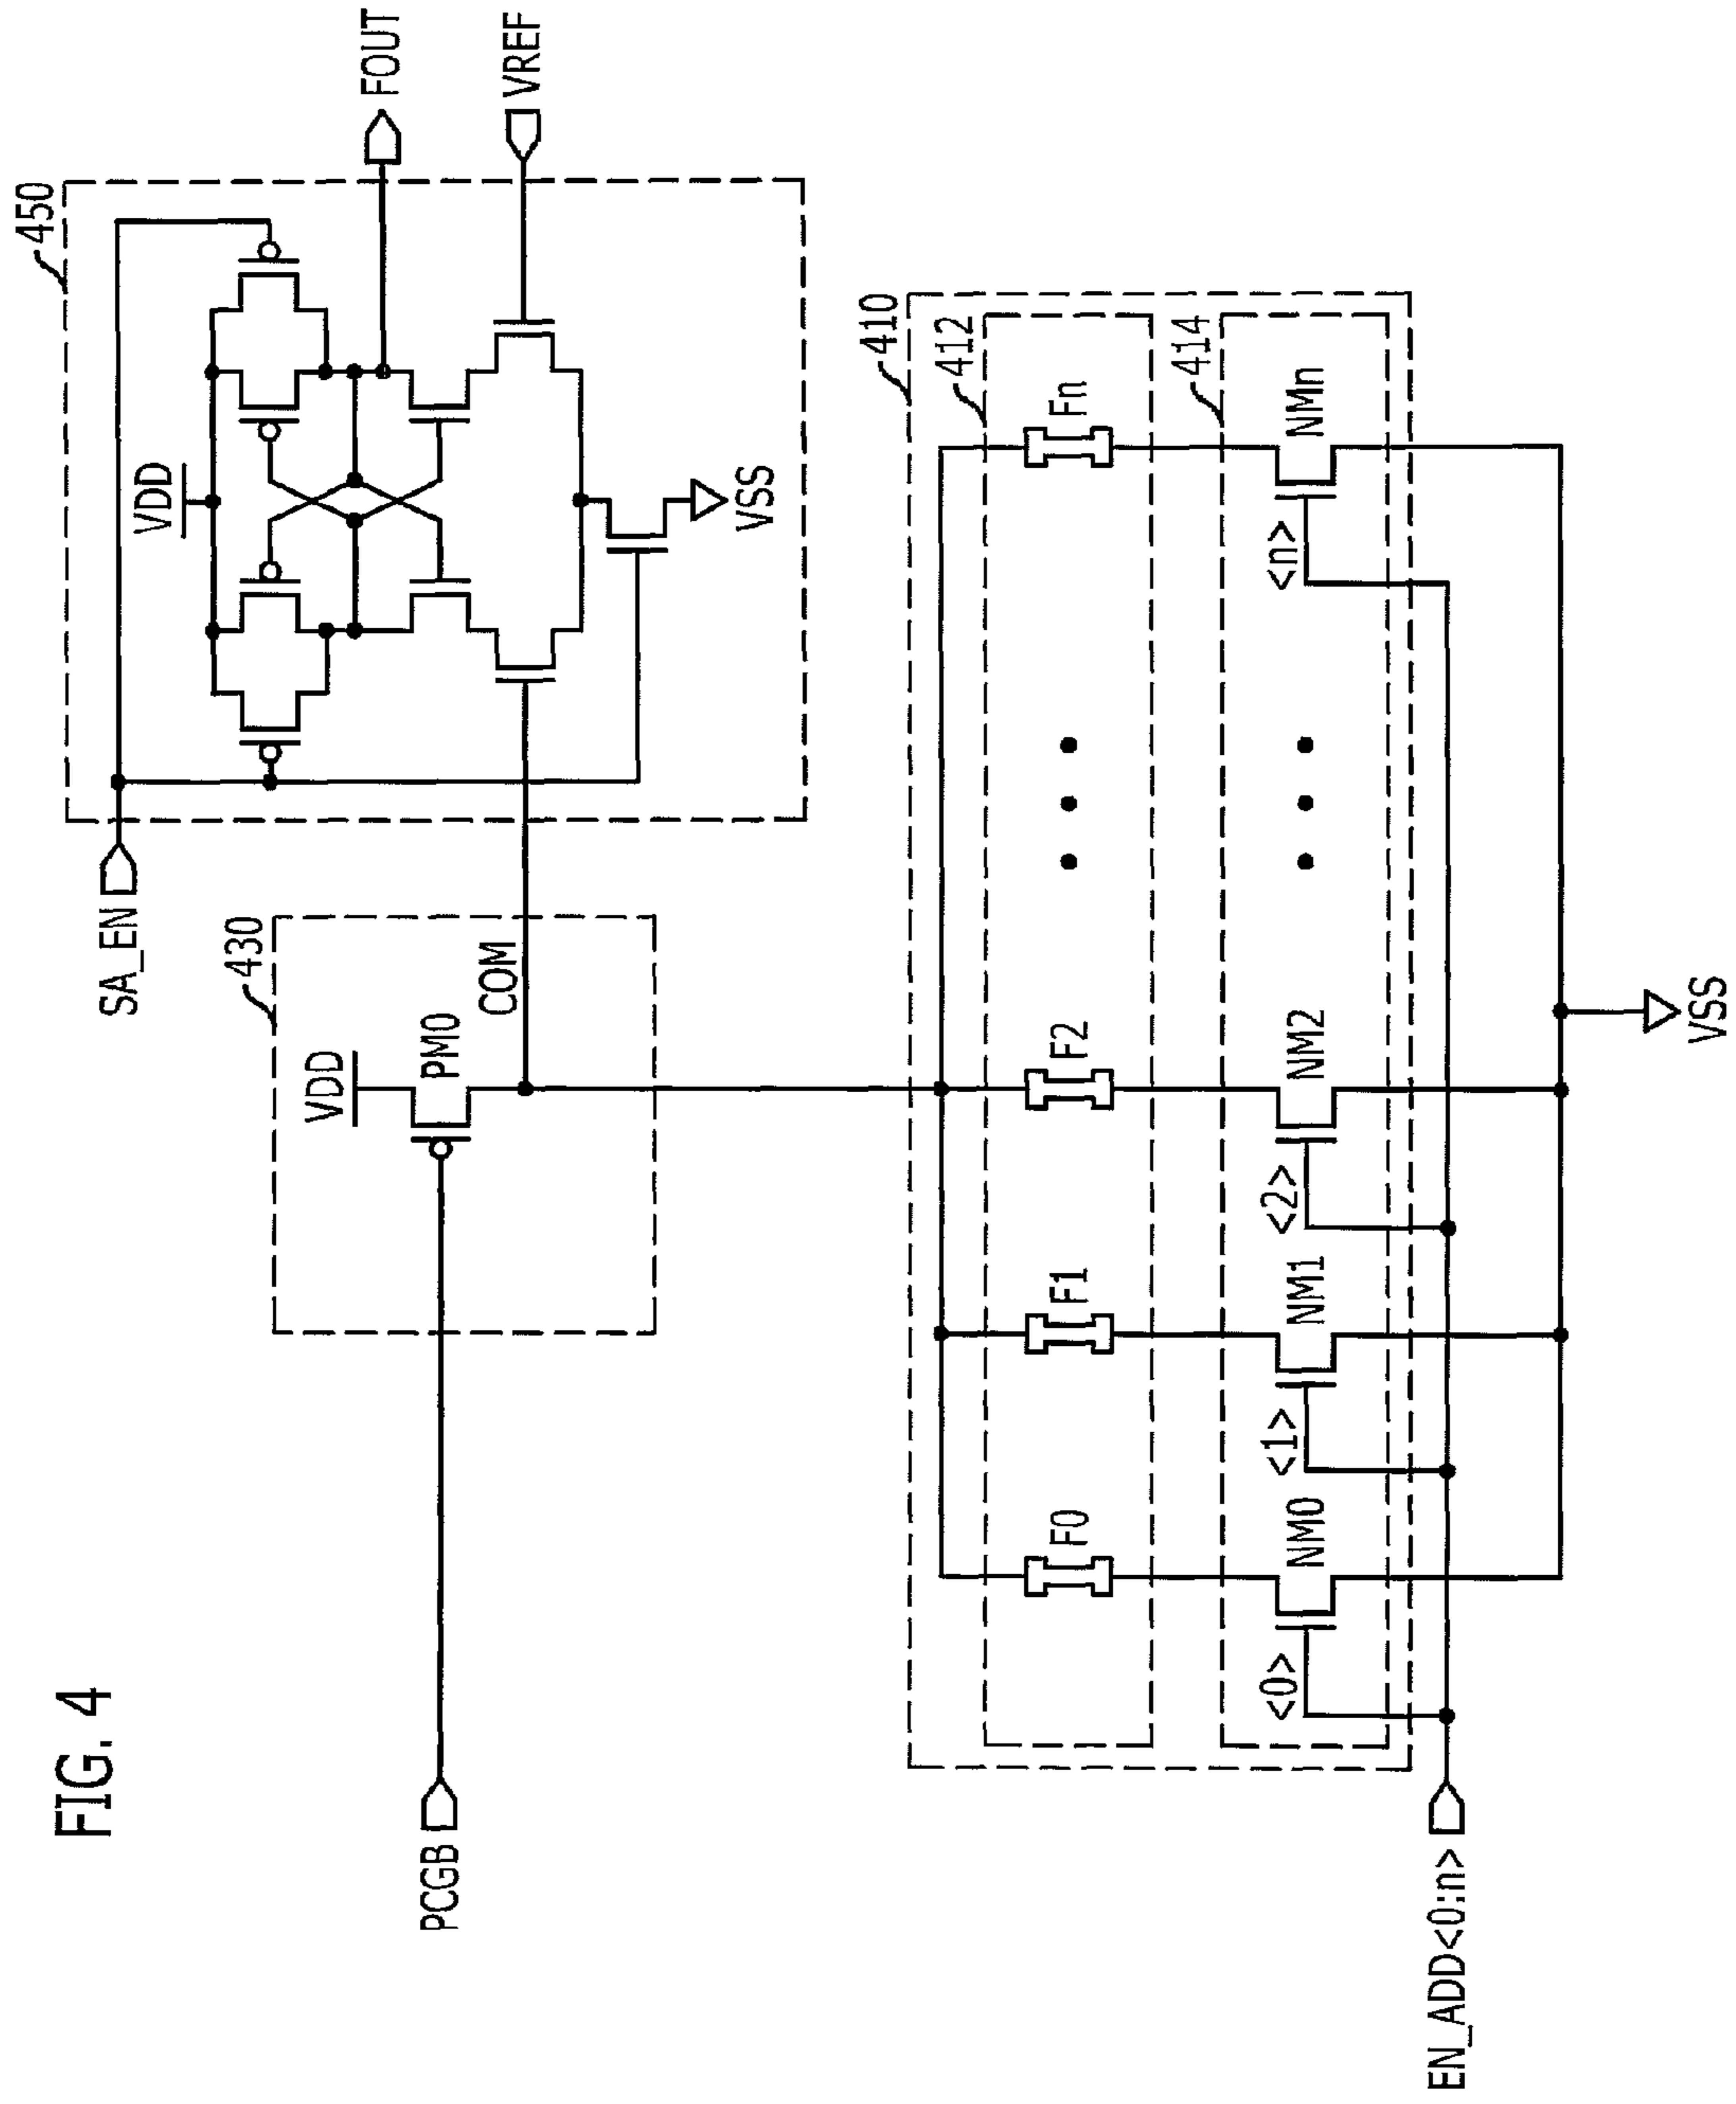 FIG. 4
450
SA_EN
VDD
FOUT
VREF
VSS
430
VDD
PCGB
PM0
COM
410
412
F0
F1
F2
Fn
414
<0>
NM0
<1>
NM1
<2>
NM2
<n>
NMn
EN_ADD<0:n>
VSS